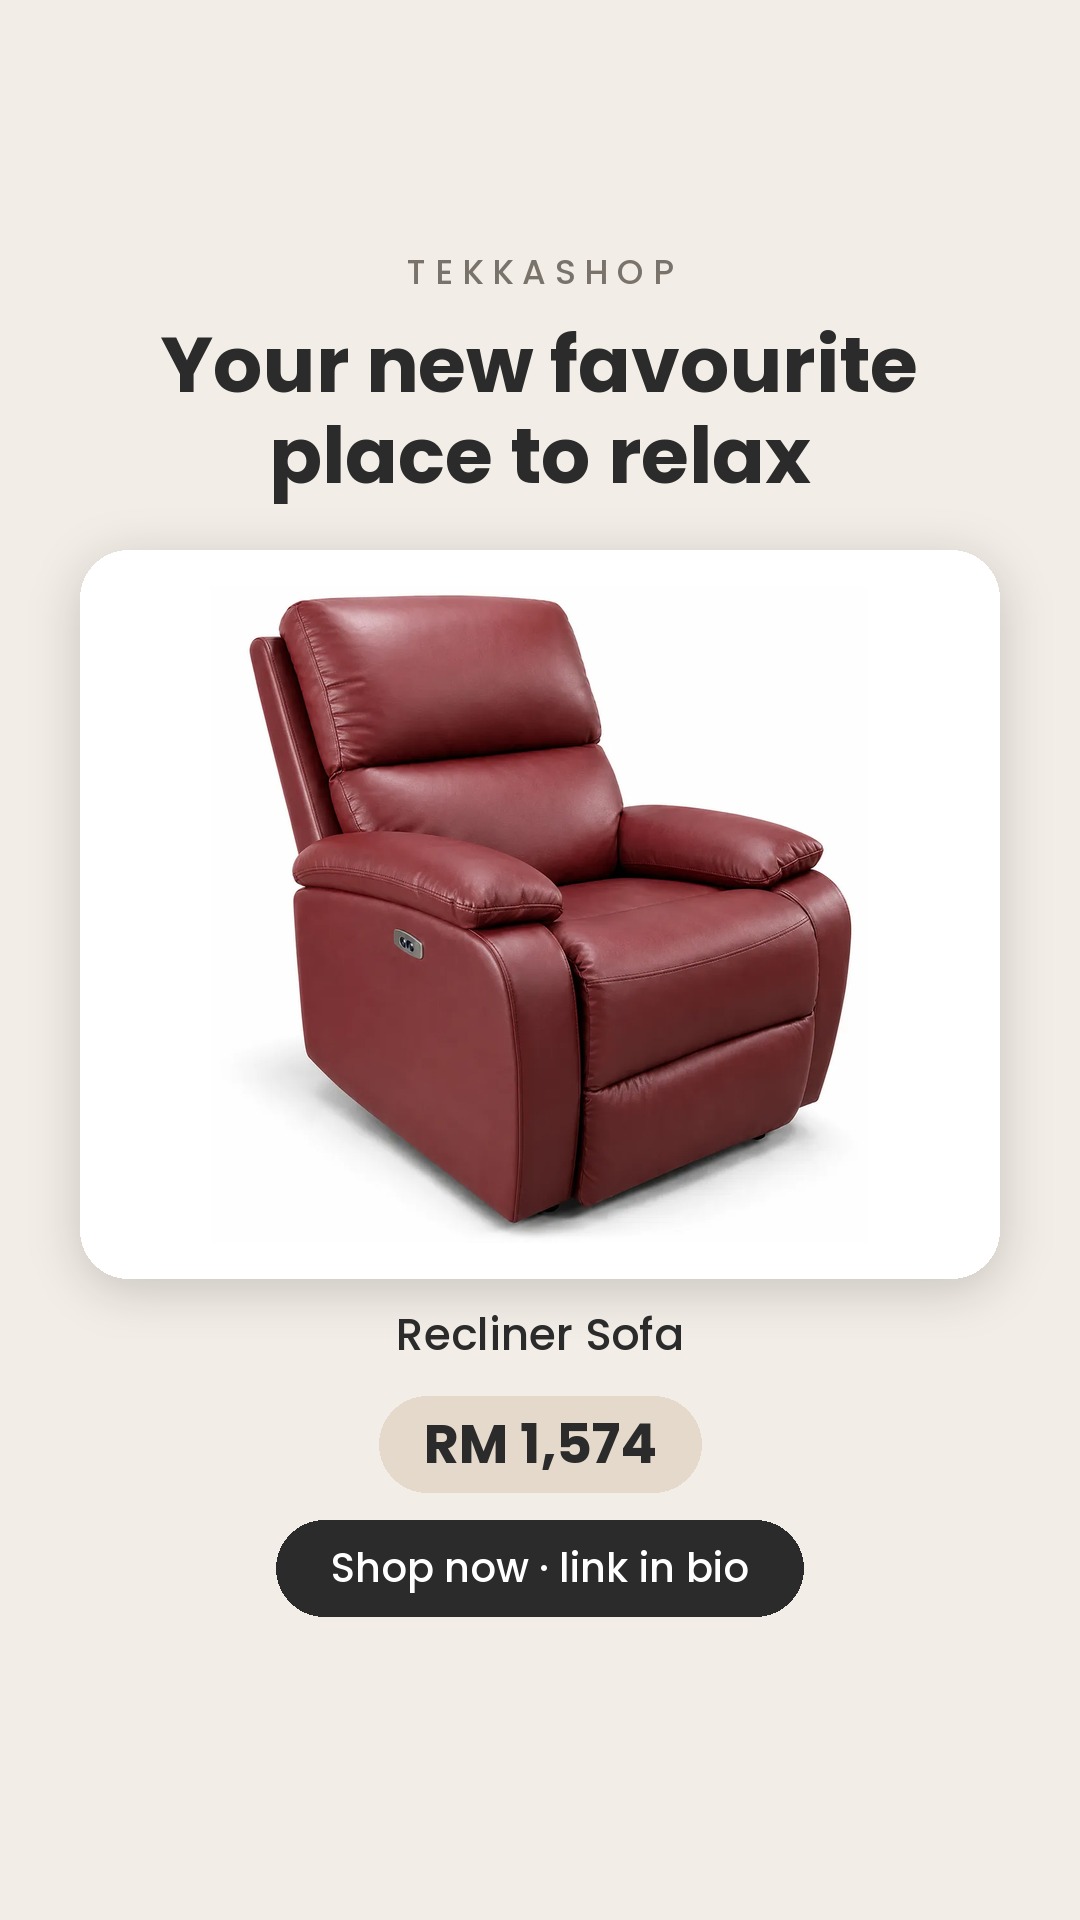 TEKKASHOP
Your new favourite
place to relax
Recliner Sofa
RM 1,574
Shop now · link in bio